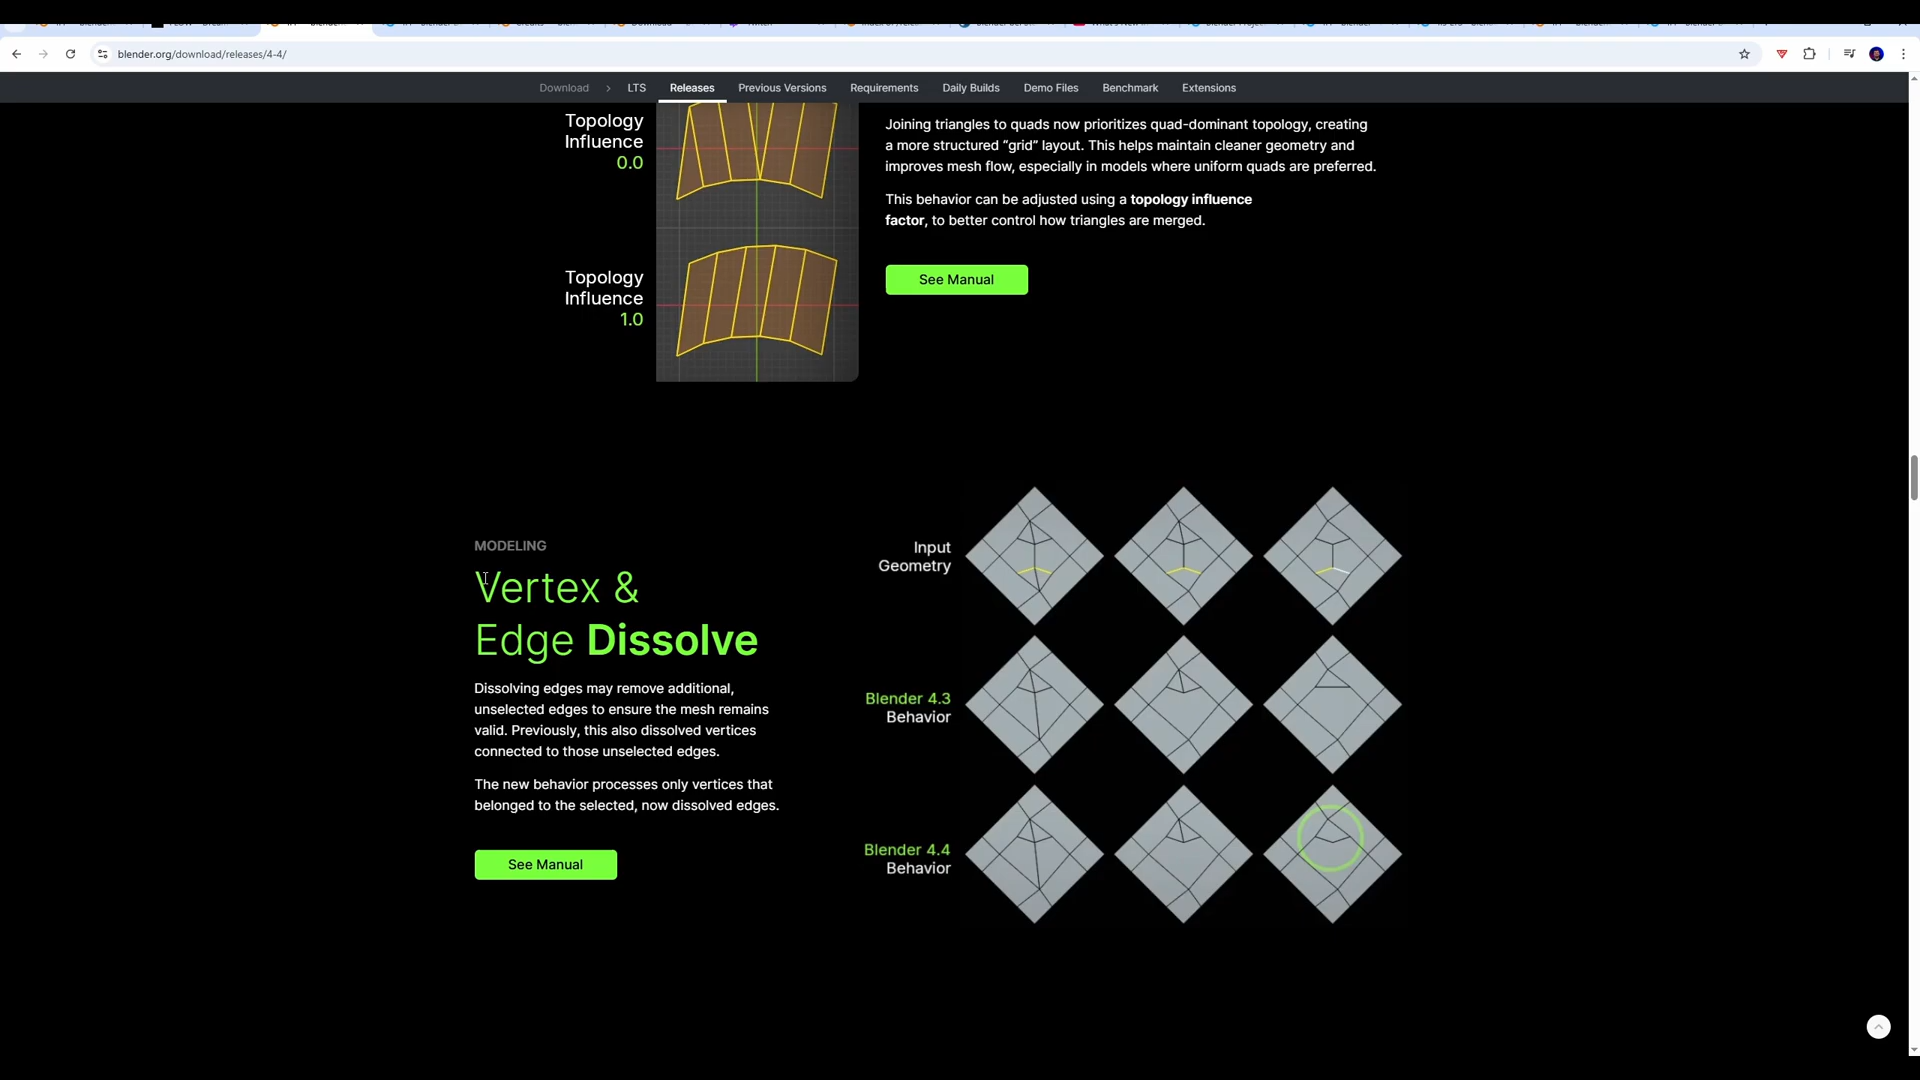 blender.org/download/releases/4-4/
Download > LTS Releases Previous Versions Requirements Daily Builds Demo Files Benchmark Extensions
Topology
Influence
0.0
Joining triangles to quads now prioritizes quad-dominant topology, creating
a more structured “grid” layout. This helps maintain cleaner geometry and
improves mesh flow, especially in models where uniform quads are preferred.
This behavior can be adjusted using a topology influence
factor, to better control how triangles are merged.
See Manual
Topology
Influence
1.0
MODELING
Vertex &
Edge Dissolve
Dissolving edges may remove additional,
unselected edges to ensure the mesh remains
valid. Previously, this also dissolved vertices
connected to those unselected edges.
The new behavior processes only vertices that
belonged to the selected, now dissolved edges.
See Manual
Input
Geometry
Blender 4.3
Behavior
Blender 4.4
Behavior